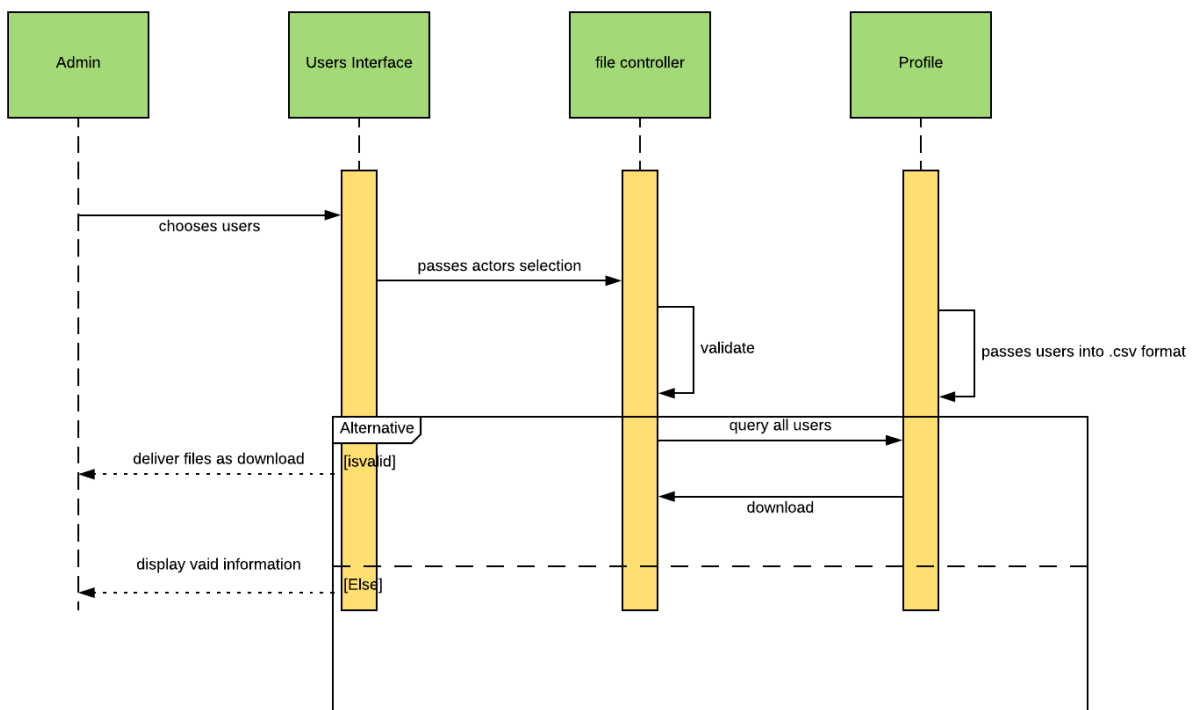 Admin
Users Interface
file controller
Profile
chooses users
passes actors selection
validate
passes users into .csv format
Alternative
query all users
deliver files as download
[isvalid]
download
display vaid information
[Else]